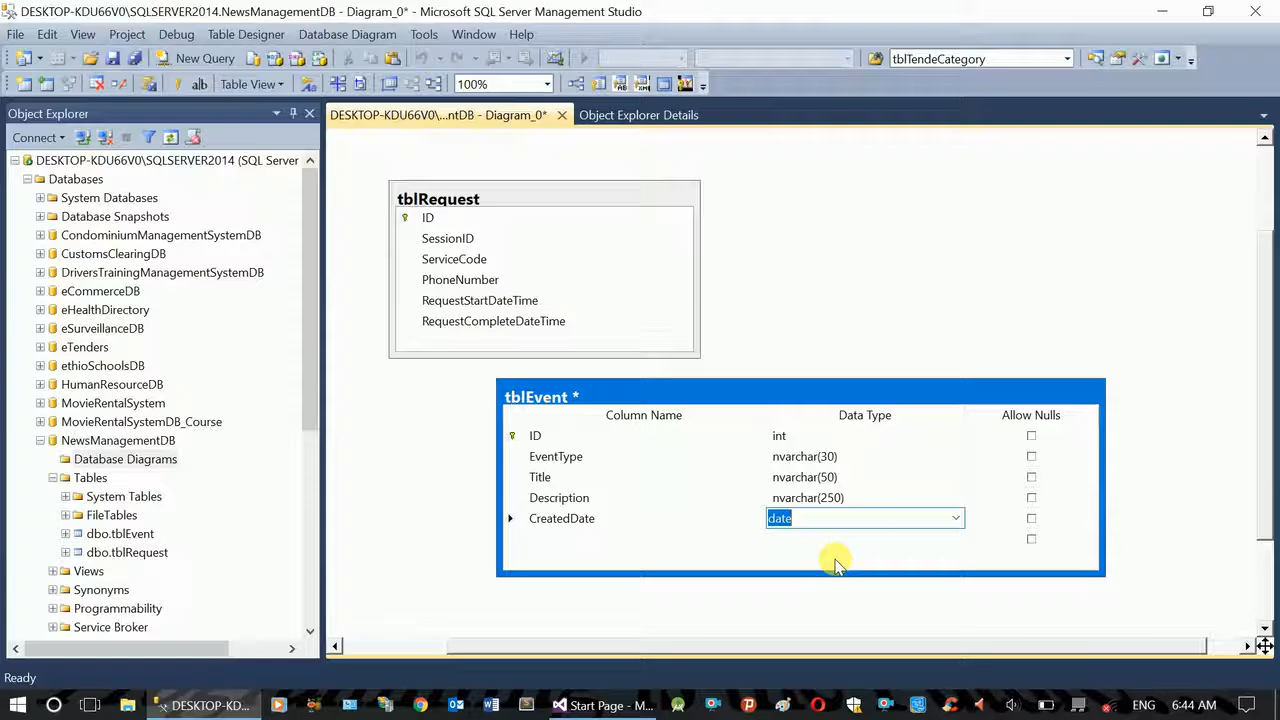 DESKTOP-KDU66V0\SQLSERVER2014.NewsManagementDB - Diagram_0* - Microsoft SQL Server Management Studio
File Edit View Project Debug Table Designer Database Diagram Tools Window Help
New Query tblTendeCategory
ab Table View 100%
Object Explorer
DESKTOP-KDU66V0\...ntDB - Diagram_0* Object Explorer Details
Connect
DESKTOP-KDU66V0\SQLSERVER2014 (SQL Server
Databases
System Databases
Database Snapshots
CondominiumManagementSystemDB
CustomsClearingDB
DriversTrainingManagementSystemDB
eCommerceDB
eHealthDirectory
eSurveillanceDB
eTenders
ethioSchoolsDB
HumanResourceDB
MovieRentalSystem
MovieRentalSystemDB_Course
NewsManagementDB
Database Diagrams
Tables
System Tables
FileTables
dbo.tblEvent
dbo.tblRequest
Views
Synonyms
Programmability
Service Broker
tblRequest
ID
SessionID
ServiceCode
PhoneNumber
RequestStartDateTime
RequestCompleteDateTime
tblEvent *
Column Name Data Type Allow Nulls
ID int
EventType nvarchar(30)
Title nvarchar(50)
Description nvarchar(250)
CreatedDate date
Ready
DESKTOP-KD... Start Page - M... ENG 6:44 AM